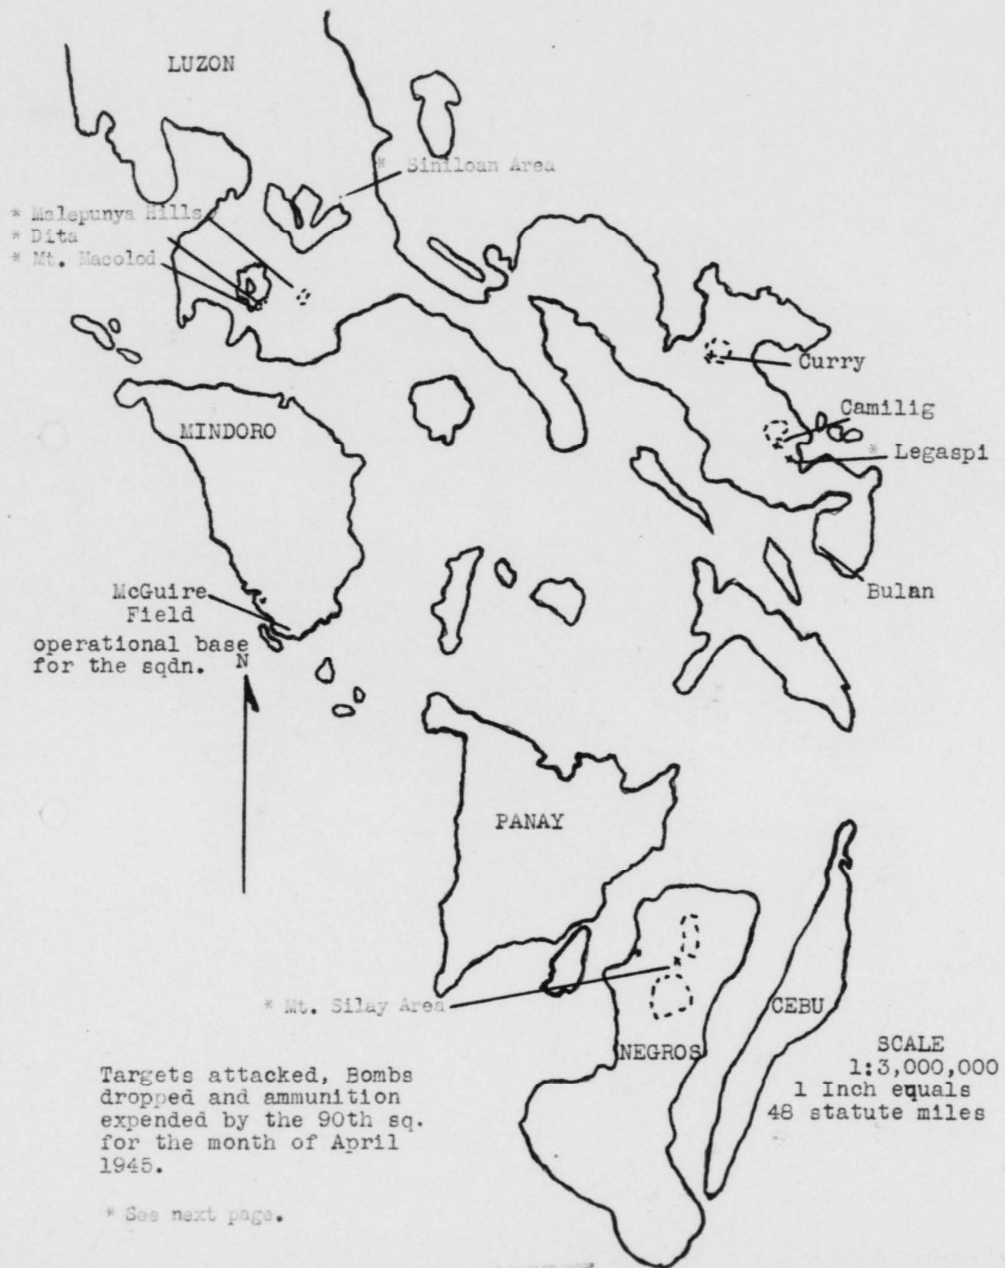 LUZON
* Siniloan Area
* Malepunya Hills
* Dita
* Mt. Macolod
Curry
Camilig
* Legaspi
MINDORO
Bulan
McGuire
Field
operational base
for the sqdn.
N
PANAY
* Mt. Silay Area
CEBU
NEGROS
SCALE
1:3,000,000
1 Inch equals
48 statute miles
Targets attacked, Bombs
dropped and ammunition
expended by the 90th sq.
for the month of April
1945.
* See next page.